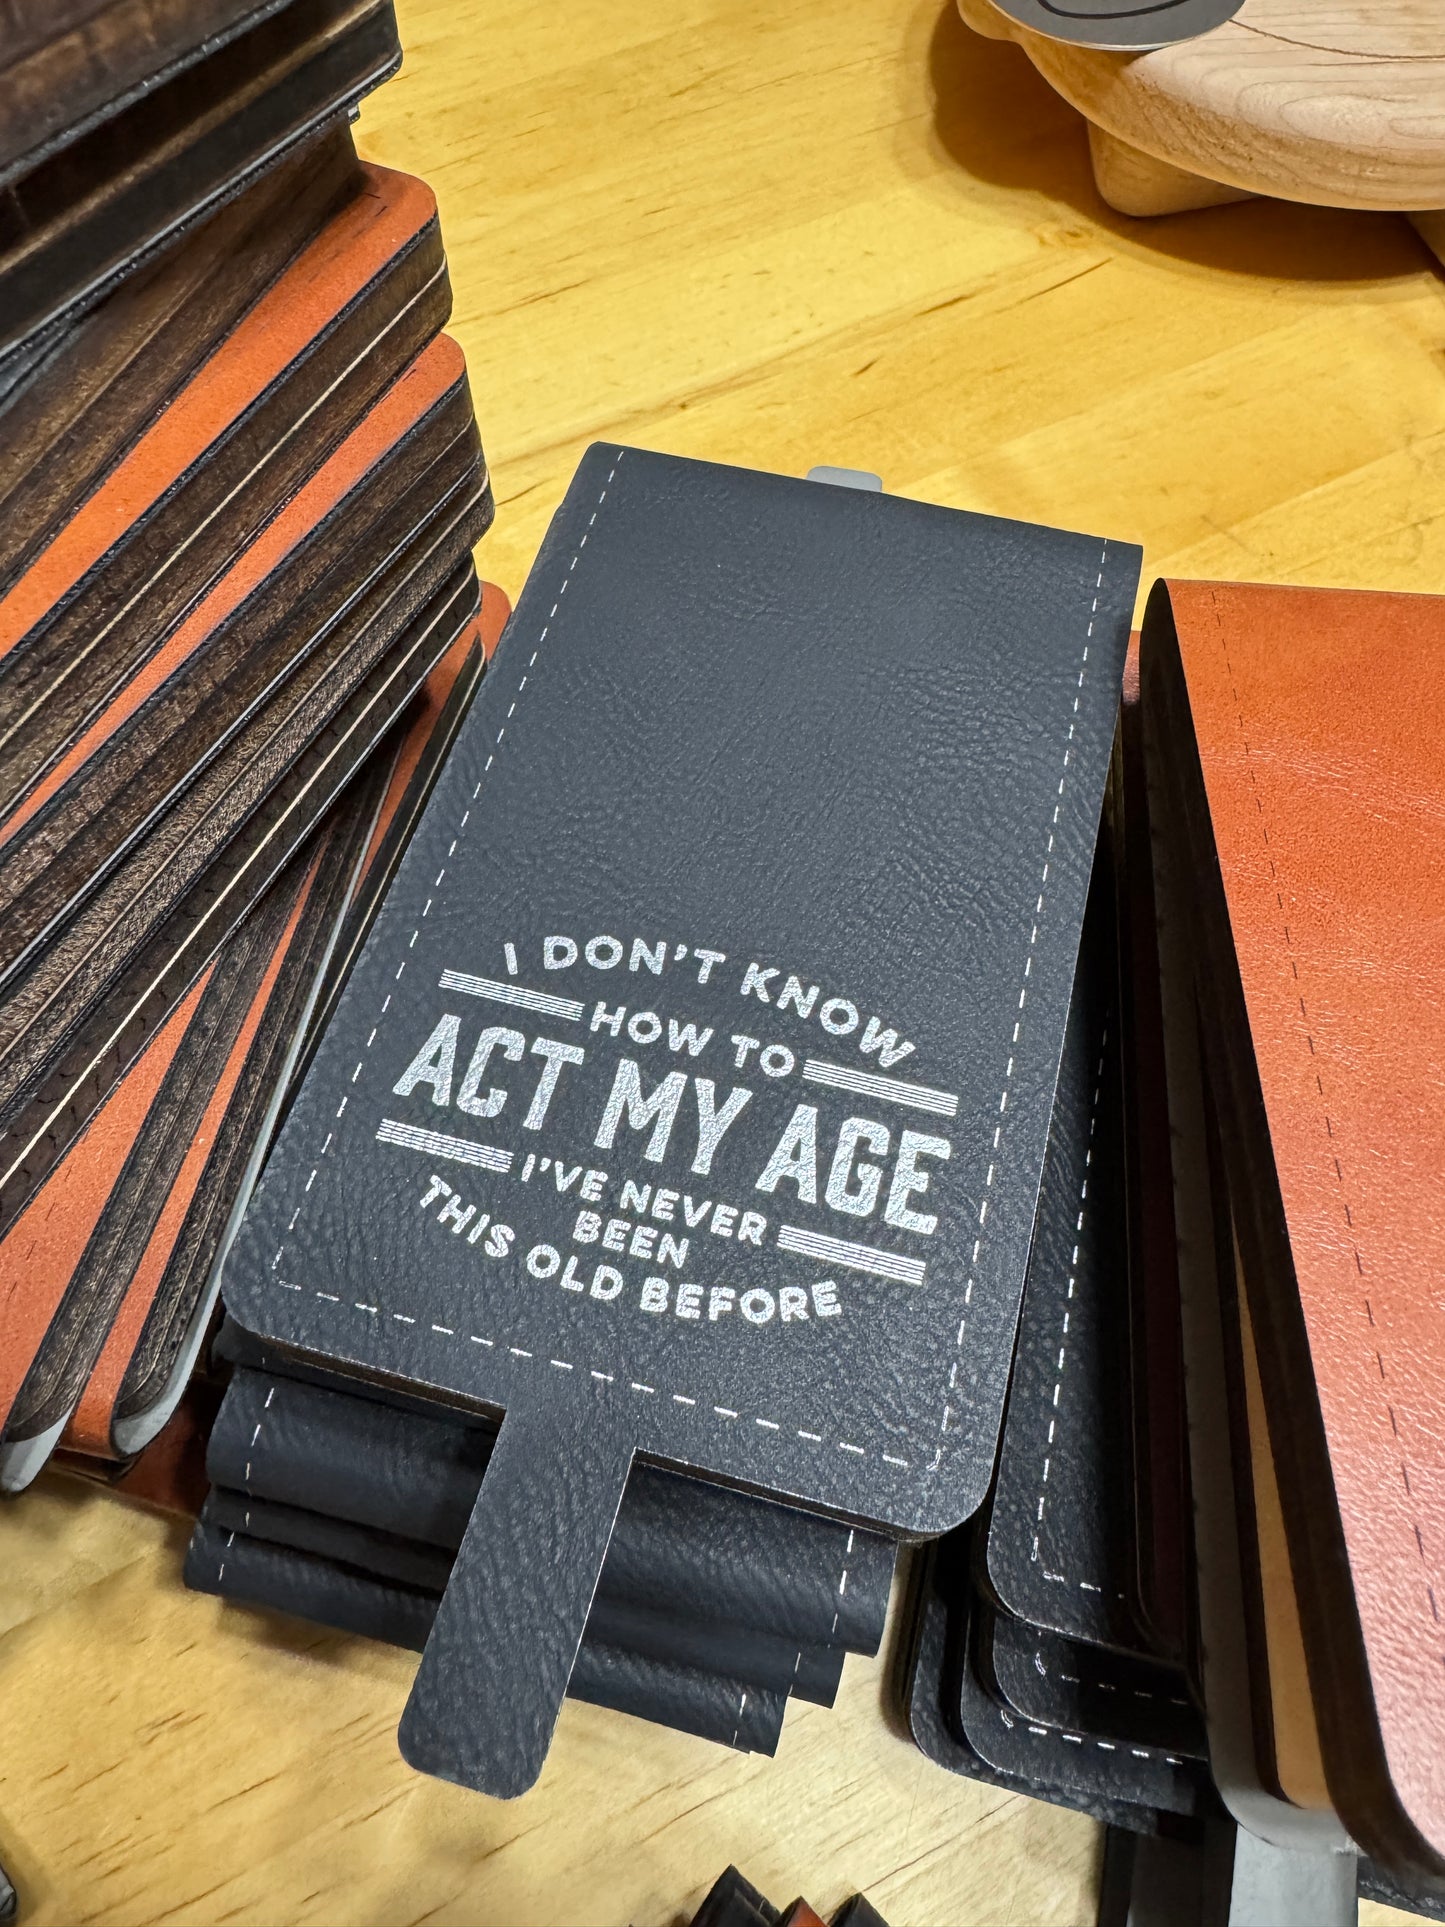 I DON'T KNOW
HOW TO
ACT MY AGE
I'VE NEVER
BEEN
THIS OLD BEFORE